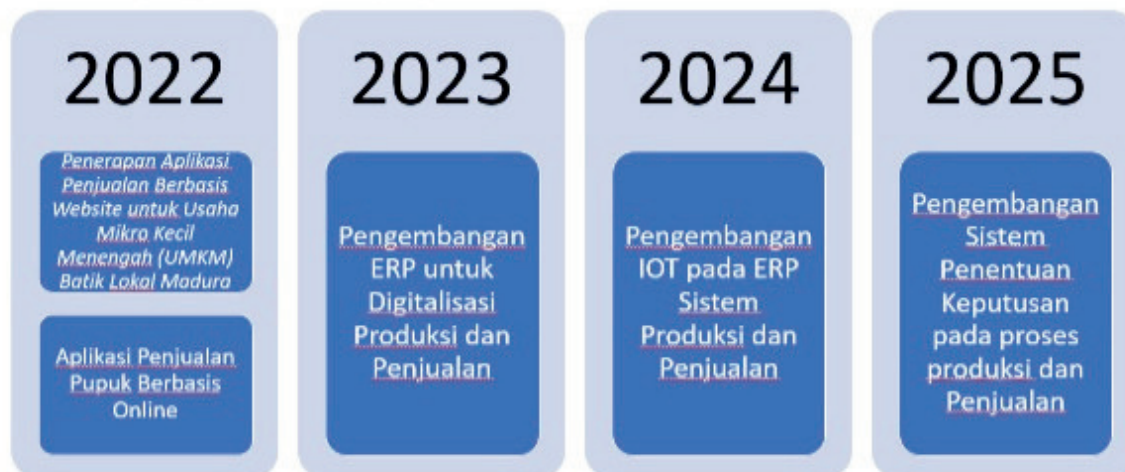 2022
Penerapan Aplikasi
Penjualan Berbasis
Website untuk Usaha
Mikro Kecil
Menengah (UMKM)
Batik Lokal Madura
Aplikasi Penjualan
Pupuk Berbasis
Online
2023
Pengembangan
ERP untuk
Digitalisasi
Produksi dan
Penjualan
2024
Pengembangan
IOT pada ERP
Sistem
Produksi dan
Penjualan
2025
Pengembangan
Sistem
Penentuan
Keputusan
pada proses
produksi dan
Penjualan